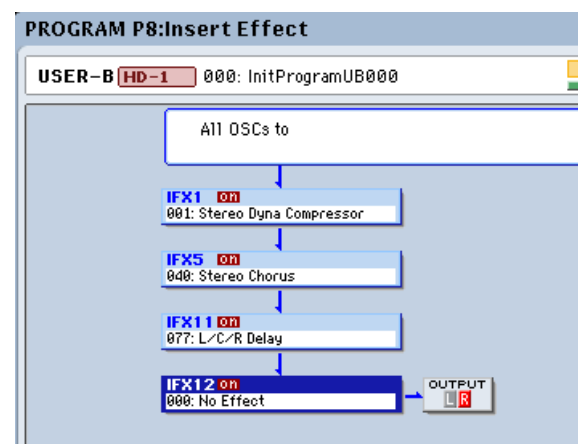 PROGRAM P8:Insert Effect
USER-B HD-1 000: InitProgramUB000
All OSCs to
IFX1 on
001: Stereo Dyna Compressor
IFX5 on
040: Stereo Chorus
IFX11 on
077: L/C/R Delay
IFX12 on
000: No Effect
OUTPUT
L R